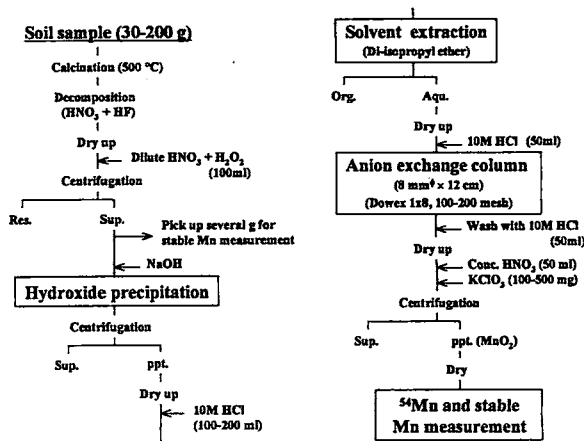 Soil sample (30-200 g)
Calcination (500 °C)
Decomposition
(HNO₃ + HF)
Dry up
Dilute HNO₃ + H₂O₂
(100ml)
Centrifugation
Res.
Sup.
Pick up several g for
stable Mn measurement
NaOH
Hydroxide precipitation
Centrifugation
Sup.
ppt.
Dry up
10M HCl
(100-200 ml)
Solvent extraction
(Di-isopropyl ether)
Org.
Aqu.
Dry up
10M HCl (50ml)
Anion exchange column
(8 mmᶲ × 12 cm)
(Dowex 1x8, 100-200 mesh)
Wash with 10M HCl
(50ml)
Dry up
Conc. HNO₃ (50 ml)
KClO₃ (100-500 mg)
Centrifugation
Sup.
ppt. (MnO₂)
Dry
⁵⁴Mn and stable
Mn measurement